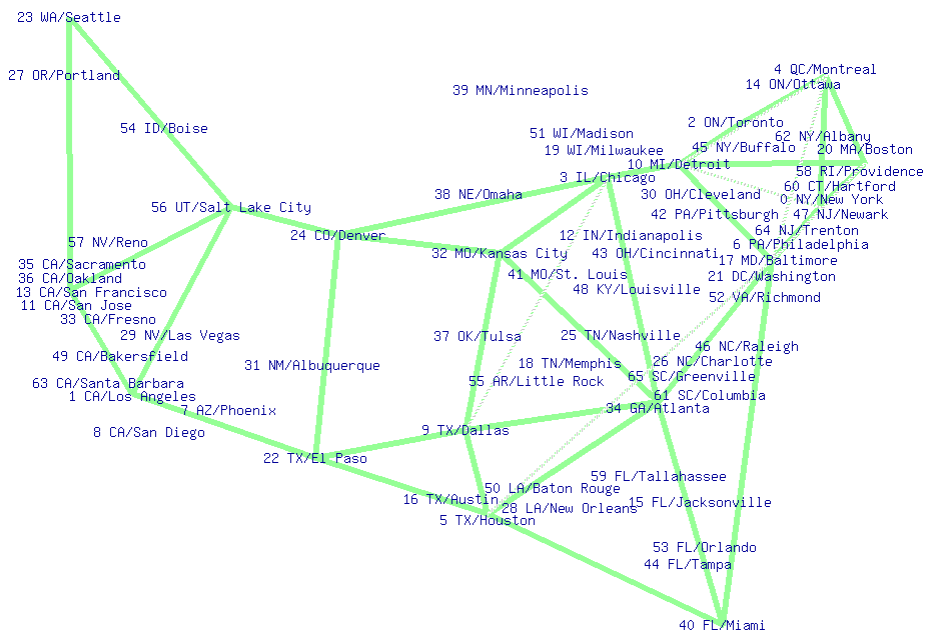 23 WA/Seattle
4 QC/Montreal
27 OR/Portland
14 ON/Ottawa
39 MN/Minneapolis
2 ON/Toronto
54 ID/Boise
51 WI/Madison
62 NY/Albany
45 NY/Buffalo
20 MA/Boston
19 WI/Milwaukee
10 MI/Detroit
58 RI/Providence
3 IL/Chicago
60 CT/Hartford
38 NE/Omaha
30 OH/Cleveland
0 NY/New York
56 UT/Salt Lake City
42 PA/Pittsburgh
47 NJ/Newark
64 NJ/Trenton
24 CO/Denver
12 IN/Indianapolis
57 NV/Reno
6 PA/Philadelphia
32 MO/Kansas City
43 OH/Cincinnati
17 MD/Baltimore
35 CA/Sacramento
41 MO/St. Louis
21 DC/Washington
36 CA/Oakland
48 KY/Louisville
13 CA/San Francisco
52 VA/Richmond
11 CA/San Jose
33 CA/Fresno
29 NV/Las Vegas
37 OK/Tulsa
25 TN/Nashville
46 NC/Raleigh
49 CA/Bakersfield
26 NC/Charlotte
31 NM/Albuquerque
18 TN/Memphis
65 SC/Greenville
63 CA/Santa Barbara
55 AR/Little Rock
1 CA/Los Angeles
61 SC/Columbia
7 AZ/Phoenix
34 GA/Atlanta
8 CA/San Diego
9 TX/Dallas
22 TX/El Paso
59 FL/Tallahassee
50 LA/Baton Rouge
16 TX/Austin
15 FL/Jacksonville
28 LA/New Orleans
5 TX/Houston
53 FL/Orlando
44 FL/Tampa
40 FL/Miami